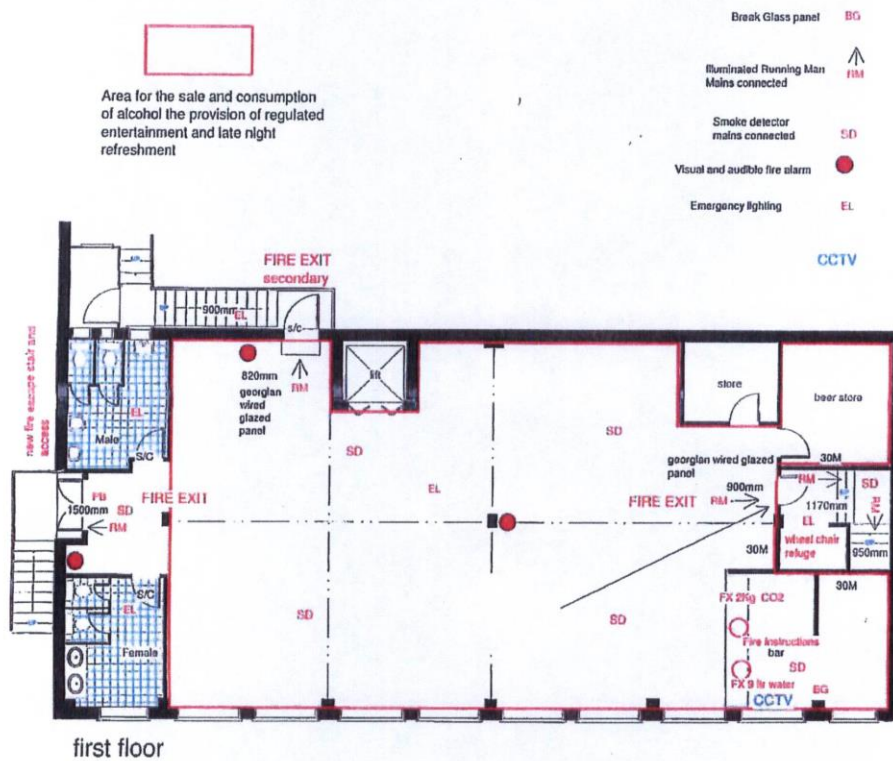 Break Glass panel BG
Illuminated Running Man
Mains connected RM
Smoke detector
mains connected SD
Visual and audible fire alarm
Emergency lighting EL
CCTV
Area for the sale and consumption
of alcohol the provision of regulated
entertainment and late night
refreshment
FIRE EXIT
secondary
900mm
EL
s/c
820mm
georgian
wired
glazed
panel
RM
lift
store
beer store
30M
new fire escape stair ans
access
Male
EL
S/C
SD
SD
EL
georgian wired glazed
panel
900mm
FIRE EXIT
RM
RM
SD
1170mm
RM
EL
wheel chair
refuge
950mm
PB
1500mm
SD
RM
FIRE EXIT
30M
30M
S/C
EL
Female
SD
SD
FX 2Kg CO2
Fire Instructions
bar
SD
FX 9 ltr water
BG
CCTV
first floor